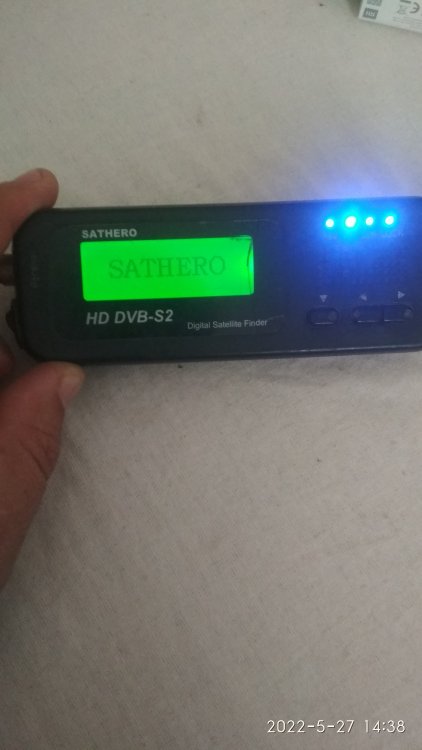 SATHERO
SATHERO
HD DVB-S2
Digital Satellite Finder
2022-5-27 14:38